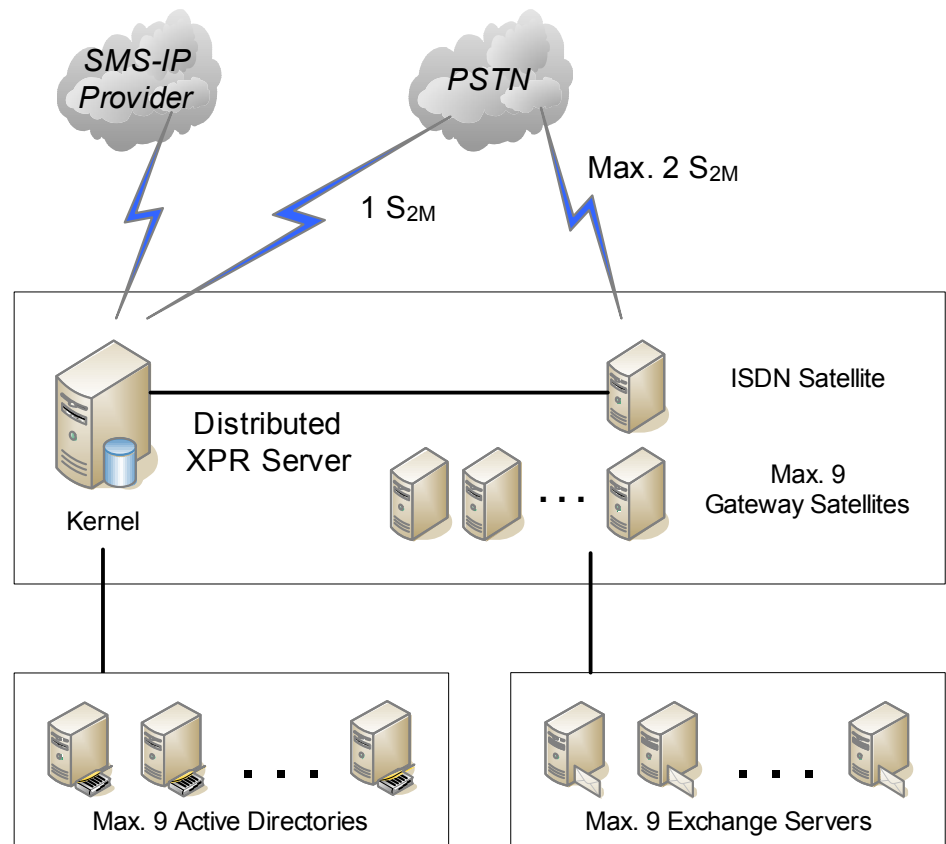 SMS-IP
Provider
PSTN
Max. 2 S2M
1 S2M
ISDN Satellite
Distributed
XPR Server
Max. 9
Gateway Satellites
. . .
Kernel
. . .
. . .
Max. 9 Active Directories
Max. 9 Exchange Servers